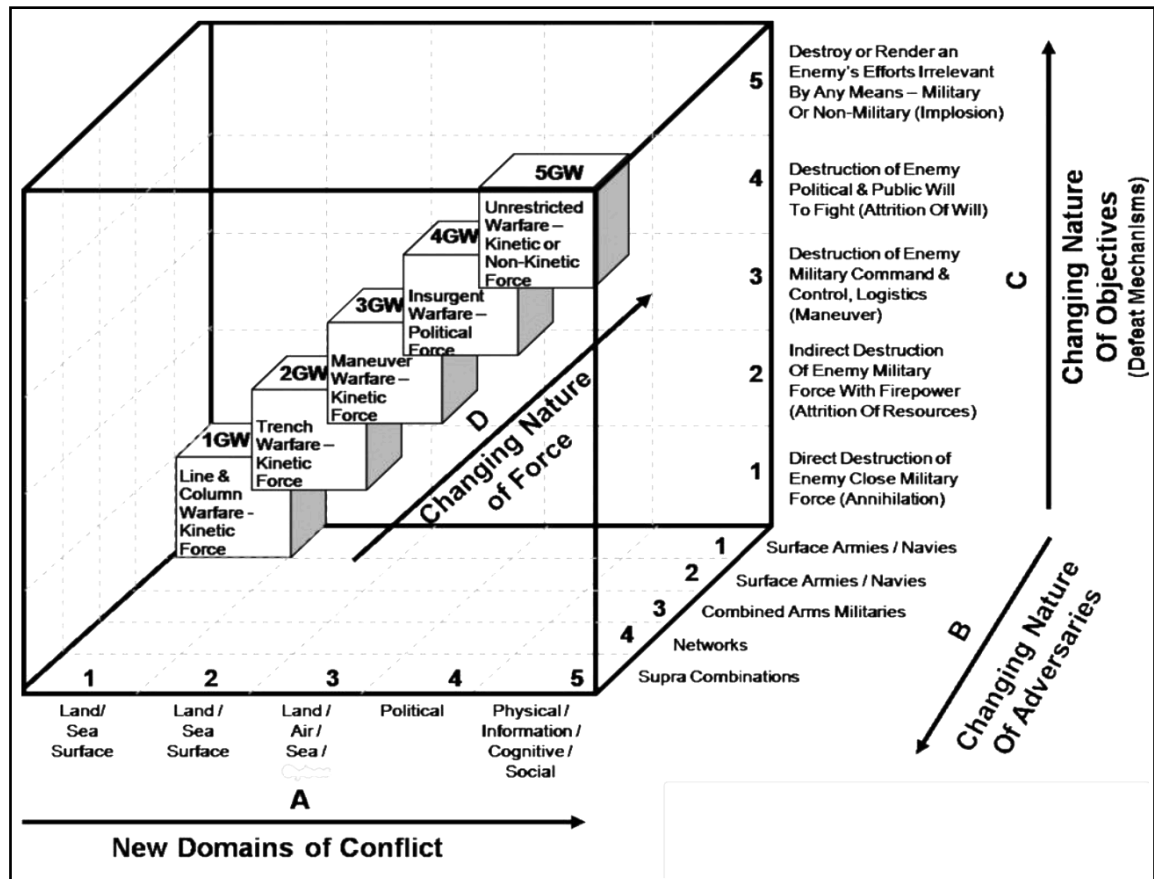 5
Destroy or Render an
Enemy's Efforts Irrelevant
By Any Means – Military
Or Non-Military (Implosion)
4
Destruction of Enemy
Political & Public Will
To Fight (Attrition Of Will)
3
Destruction of Enemy
Military Command &
Control, Logistics
(Maneuver)
2
Indirect Destruction
Of Enemy Military
Force With Firepower
(Attrition Of Resources)
1
Direct Destruction of
Enemy Close Military
Force (Annihilation)
C
Changing Nature
Of Objectives
(Defeat Mechanisms)
5GW
Unrestricted
Warfare –
Kinetic or
Non-Kinetic
Force
4GW
Insurgent
Warfare –
Political
Force
3GW
Maneuver
Warfare –
Kinetic
Force
2GW
Trench
Warfare –
Kinetic
Force
1GW
Line &
Column
Warfare -
Kinetic
Force
D
Changing Nature
of Force
1
Surface Armies / Navies
2
Surface Armies / Navies
3
Combined Arms Militaries
4
Networks
Supra Combinations
B
Changing Nature
Of Adversaries
1
Land/
Sea
Surface
2
Land /
Sea
Surface
3
Land /
Air /
Sea /
4
Political
5
Physical /
Information /
Cognitive /
Social
A
New Domains of Conflict